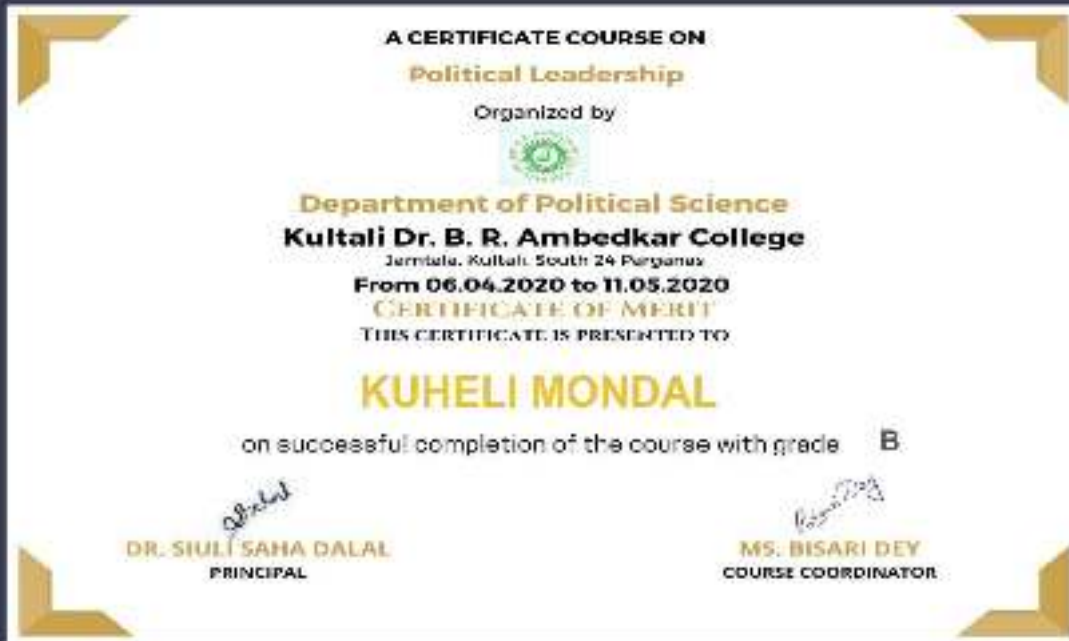 A CERTIFICATE COURSE ON
Political Leadership
Organized by
Department of Political Science
Kultali Dr. B. R. Ambedkar College
Jamtala, Kultali, South 24 Parganas
From 06.04.2020 to 11.05.2020
CERTIFICATE OF MERIT
THIS CERTIFICATE IS PRESENTED TO
KUHELI MONDAL
on successful completion of the course with grade B
DR. SIULI SAHA DALAL
PRINCIPAL
MS. BISARI DEY
COURSE COORDINATOR